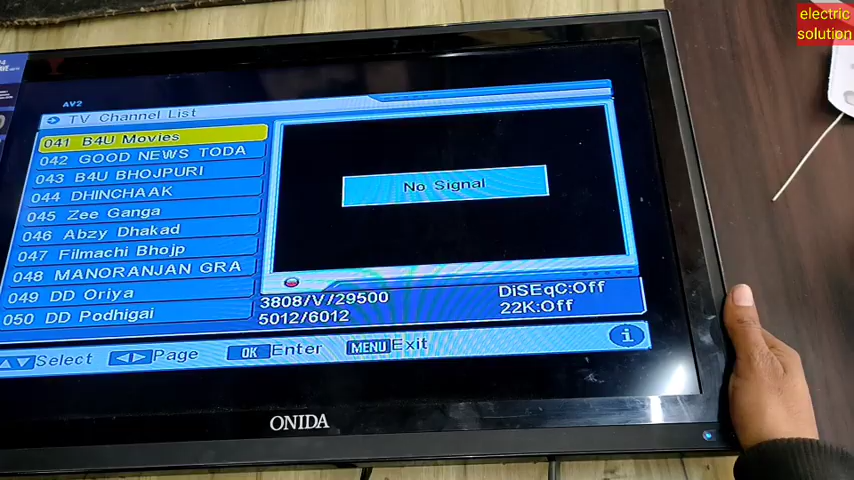 electric
solution
AV2
TV Channel List
041 B4U Movies
042 GOOD NEWS TODA
043 B4U BHOJPURI
044 DHINCHAAK
045 Zee Ganga
046 Abzy Dhakad
047 Filmachi Bhojp
048 MANORANJAN GRA
049 DD Oriya
050 DD Podhigai
No Signal
3808/V/29500
5012/6012
DiSEqC:Off
22K:Off
Select Page OK Enter MENU Exit
i
ONIDA